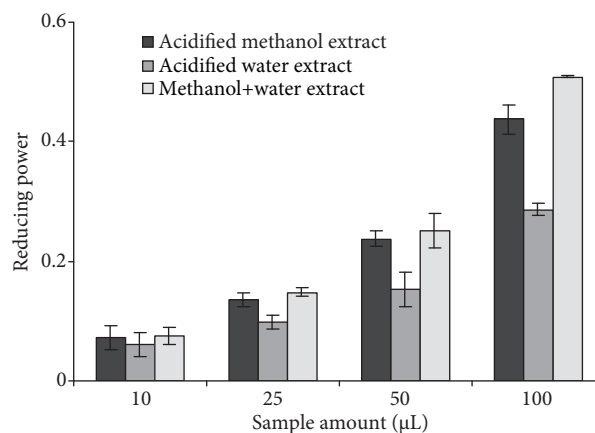 0.6
Acidified methanol extract
Acidified water extract
Methanol+water extract
0.4
Reducing power
0.2
0
10 25 50 100
Sample amount (μL)